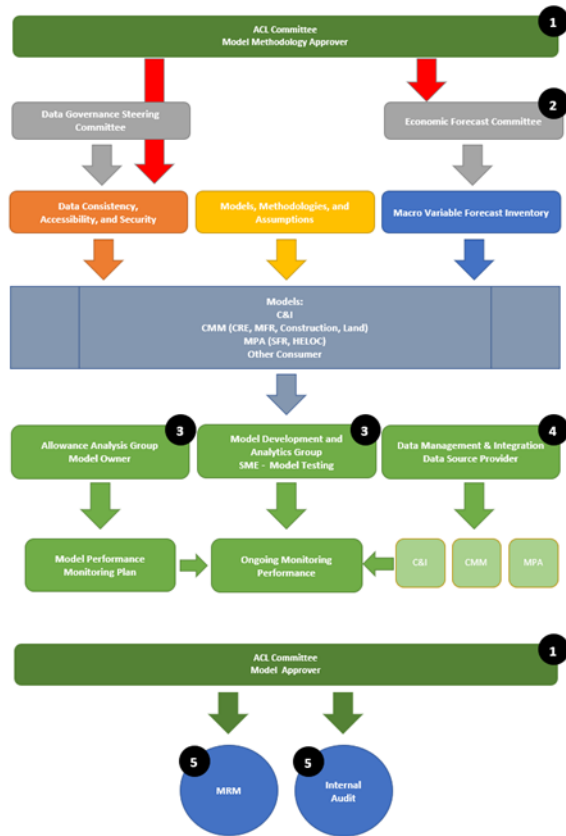 1
ACL Committee
Model Methodology Approver
2
Data Governance Steering
Committee
Economic Forecast Committee
Data Consistency,
Accessibility, and Security
Models, Methodologies, and
Assumptions
Macro Variable Forecast Inventory
Models:
C&I
CMM (CRE, MFR, Construction, Land)
MPA (SFR, HELOC)
Other Consumer
3
Allowance Analysis Group
Model Owner
3
Model Development and
Analytics Group
SME - Model Testing
4
Data Management & Integration
Data Source Provider
Model Performance
Monitoring Plan
Ongoing Monitoring
Performance
C&I
CMM
MPA
1
ACL Committee
Model Approver
5
MRM
5
Internal
Audit